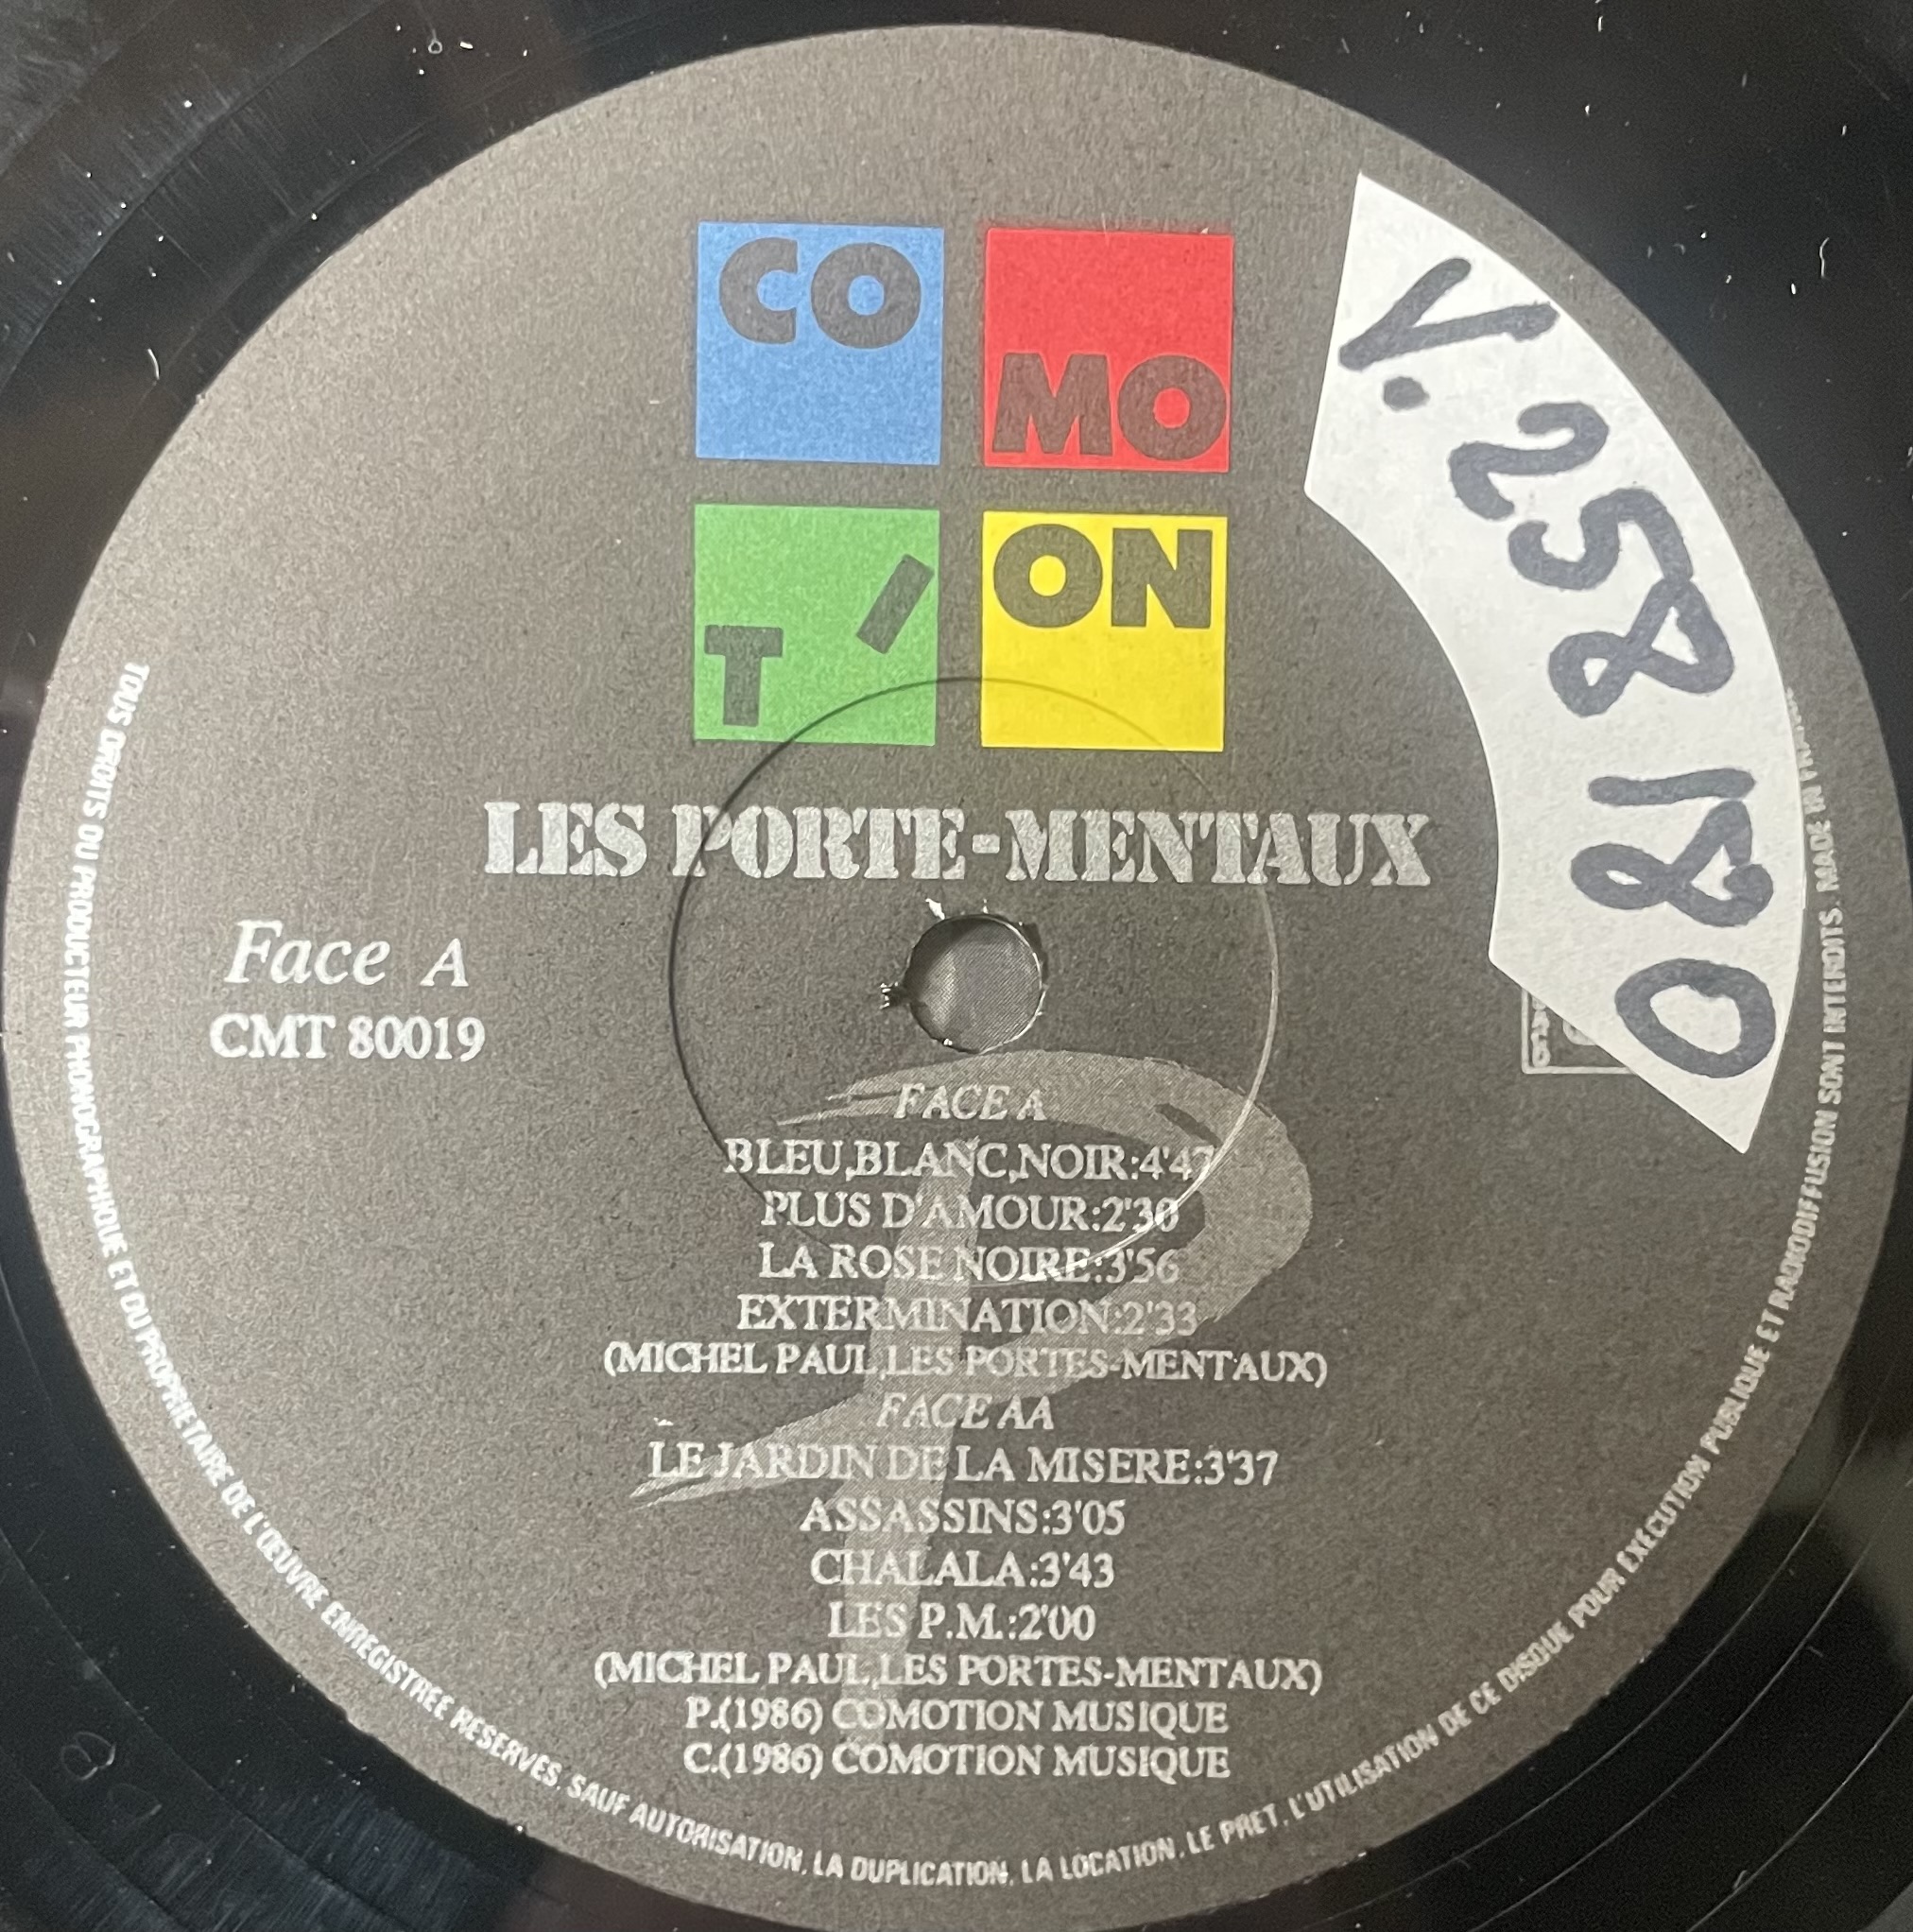 CO
MO
T'
ON
LES PORTE-MENTAUX
V. 258180
Face A
CMT 80019
FACE A
BLEU,BLANC,NOIR:4'47
PLUS D'AMOUR:2'30
LA ROSE NOIRE:3'56
EXTERMINATION:2'33
(MICHEL PAUL,LES PORTES-MENTAUX)
FACE AA
LE JARDIN DE LA MISERE:3'37
ASSASSINS:3'05
CHALALA:3'43
LES P.M.:2'00
(MICHEL PAUL,LES PORTES-MENTAUX)
P.(1986) COMOTION MUSIQUE
C.(1986) COMOTION MUSIQUE
TOUS DROITS DU PRODUCTEUR PHONOGRAPHIQUE ET DU PROPRIETAIRE DE L'ŒUVRE ENREGISTREE RESERVES. SAUF AUTORISATION, LA DUPLICATION, LA LOCATION, LE PRET, L'UTILISATION DE CE DISQUE POUR EXECUTION PUBLIQUE ET RADIODIFFUSION SONT INTERDITS. MADE IN